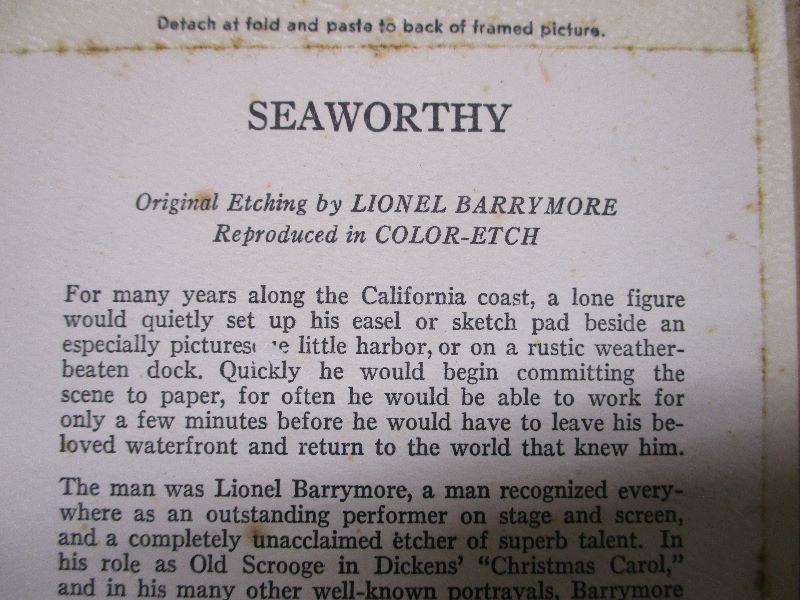 Detach at fold and paste to back of framed picture.
SEAWORTHY
Original Etching by LIONEL BARRYMORE
Reproduced in COLOR-ETCH
For many years along the California coast, a lone figure
would quietly set up his easel or sketch pad beside an
especially little harbor, or on a rustic weather-
beaten dock. Quickly he would begin committing the
scene to paper, for often he would be able to work for
only a few minutes before he would have to leave his be-
loved waterfront and return to the world that knew him.
The man was Lionel Barrymore, a man recognized every-
where as an outstanding performer on stage and screen,
and a completely unacclaimed etcher of superb talent. In
his role as Old Scrooge in Dickens' "Christmas Carol,"
and in his many other well-known portrayals, Barrymore